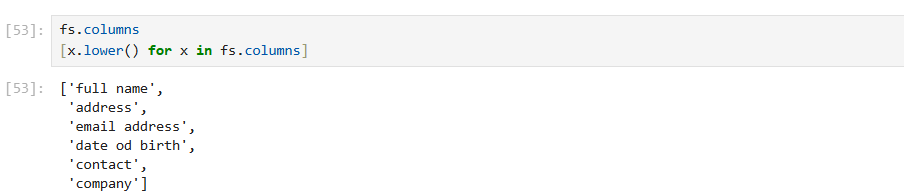 [53]: fs.columns
[x.lower() for x in fs.columns]
[53]: ['full name',
'address',
'email address',
'date od birth',
'contact',
'company']